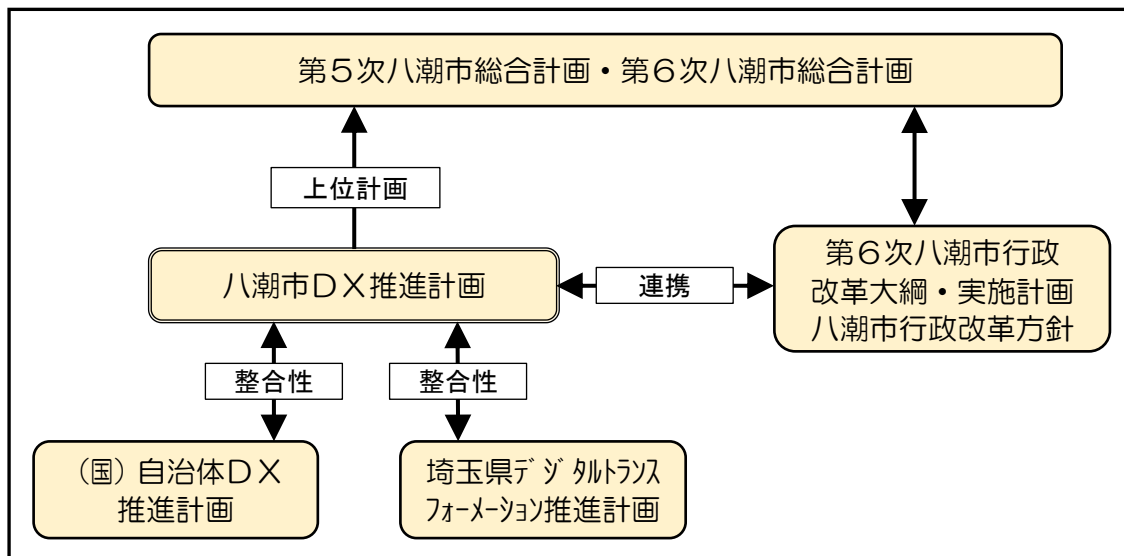 第５次八潮市総合計画・第６次八潮市総合計画
上位計画
八潮市ＤＸ推進計画
連携
第６次八潮市行政
改革大綱・実施計画
八潮市行政改革方針
整合性
整合性
（国）自治体ＤＸ
推進計画
埼玉県ﾃﾞｼﾞﾀﾙﾄﾗﾝｽ
ﾌｫｰﾒｰｼｮﾝ推進計画